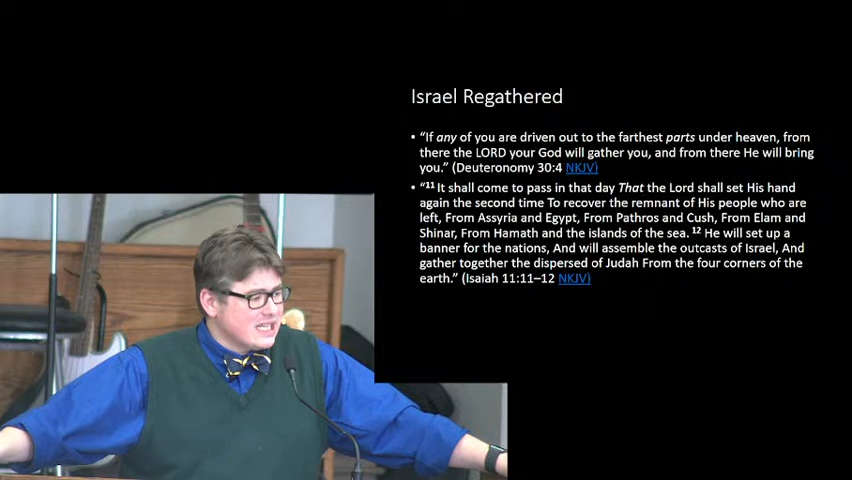 Israel Regathered
• “If any of you are driven out to the farthest parts under heaven, from
there the LORD your God will gather you, and from there He will bring
you.” (Deuteronomy 30:4 NKJV)
• “11 It shall come to pass in that day That the Lord shall set His hand
again the second time To recover the remnant of His people who are
left, From Assyria and Egypt, From Pathros and Cush, From Elam and
Shinar, From Hamath and the islands of the sea. 12 He will set up a
banner for the nations, And will assemble the outcasts of Israel, And
gather together the dispersed of Judah From the four corners of the
earth.” (Isaiah 11:11–12 NKJV)